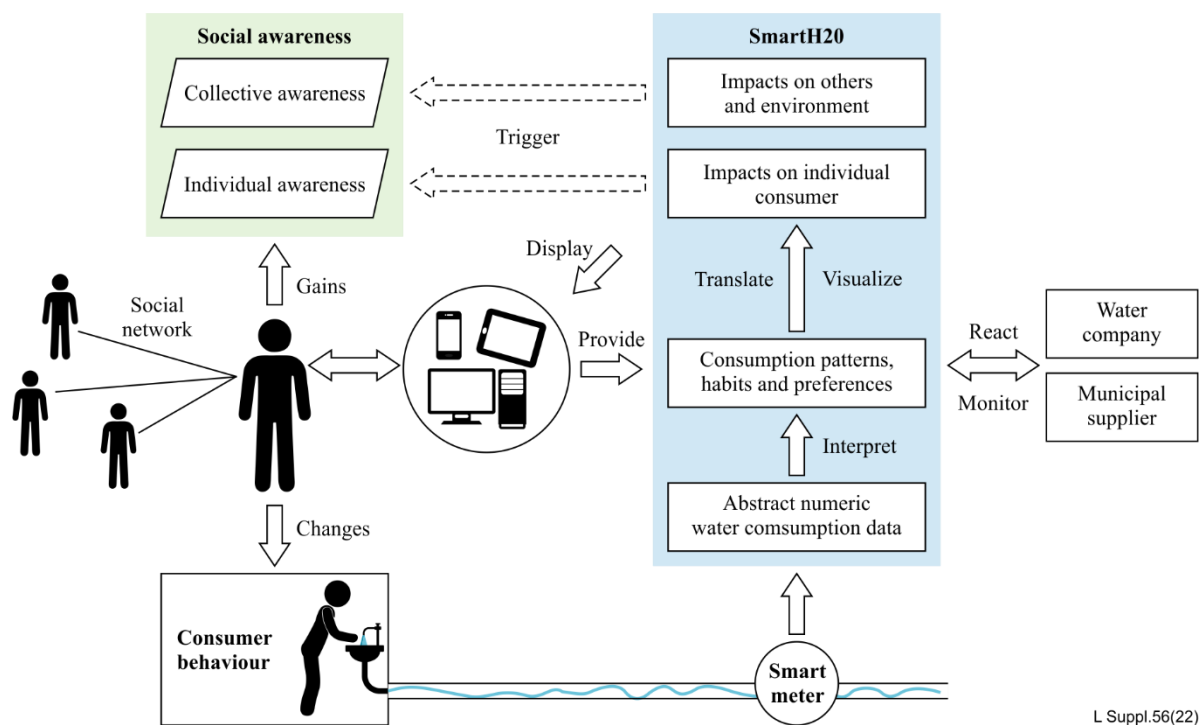 Social awareness
Collective awareness
Individual awareness
Trigger
SmartH20
Impacts on others
and environment
Impacts on individual
consumer
Translate
Visualize
Consumption patterns,
habits and preferences
Interpret
Abstract numeric
water comsumption data
Display
Provide
Gains
Social
network
Changes
React
Monitor
Water
company
Municipal
supplier
Consumer
behaviour
Smart
meter
L Suppl.56(22)